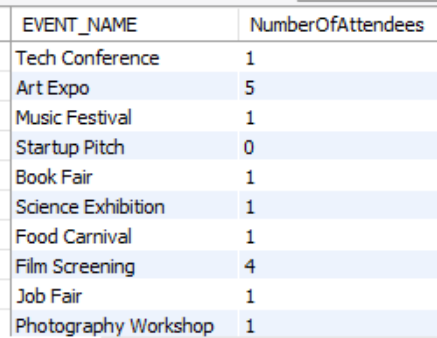 EVENT_NAME NumberOfAttendees
Tech Conference 1
Art Expo 5
Music Festival 1
Startup Pitch 0
Book Fair 1
Science Exhibition 1
Food Carnival 1
Film Screening 4
Job Fair 1
Photography Workshop 1